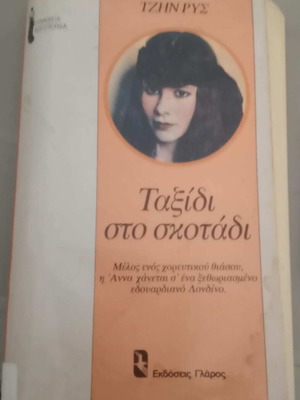 ΤΖΗΝ ΡΥΣ
Ταξίδι
στο σκοτάδι
Μέλος ενός χορευτικού θιάσου,
η Άννα χάνεται σ' ένα ξεθωριασμένο
εδουαρδιανό Λονδίνο.
Εκδόσεις Γλάρος